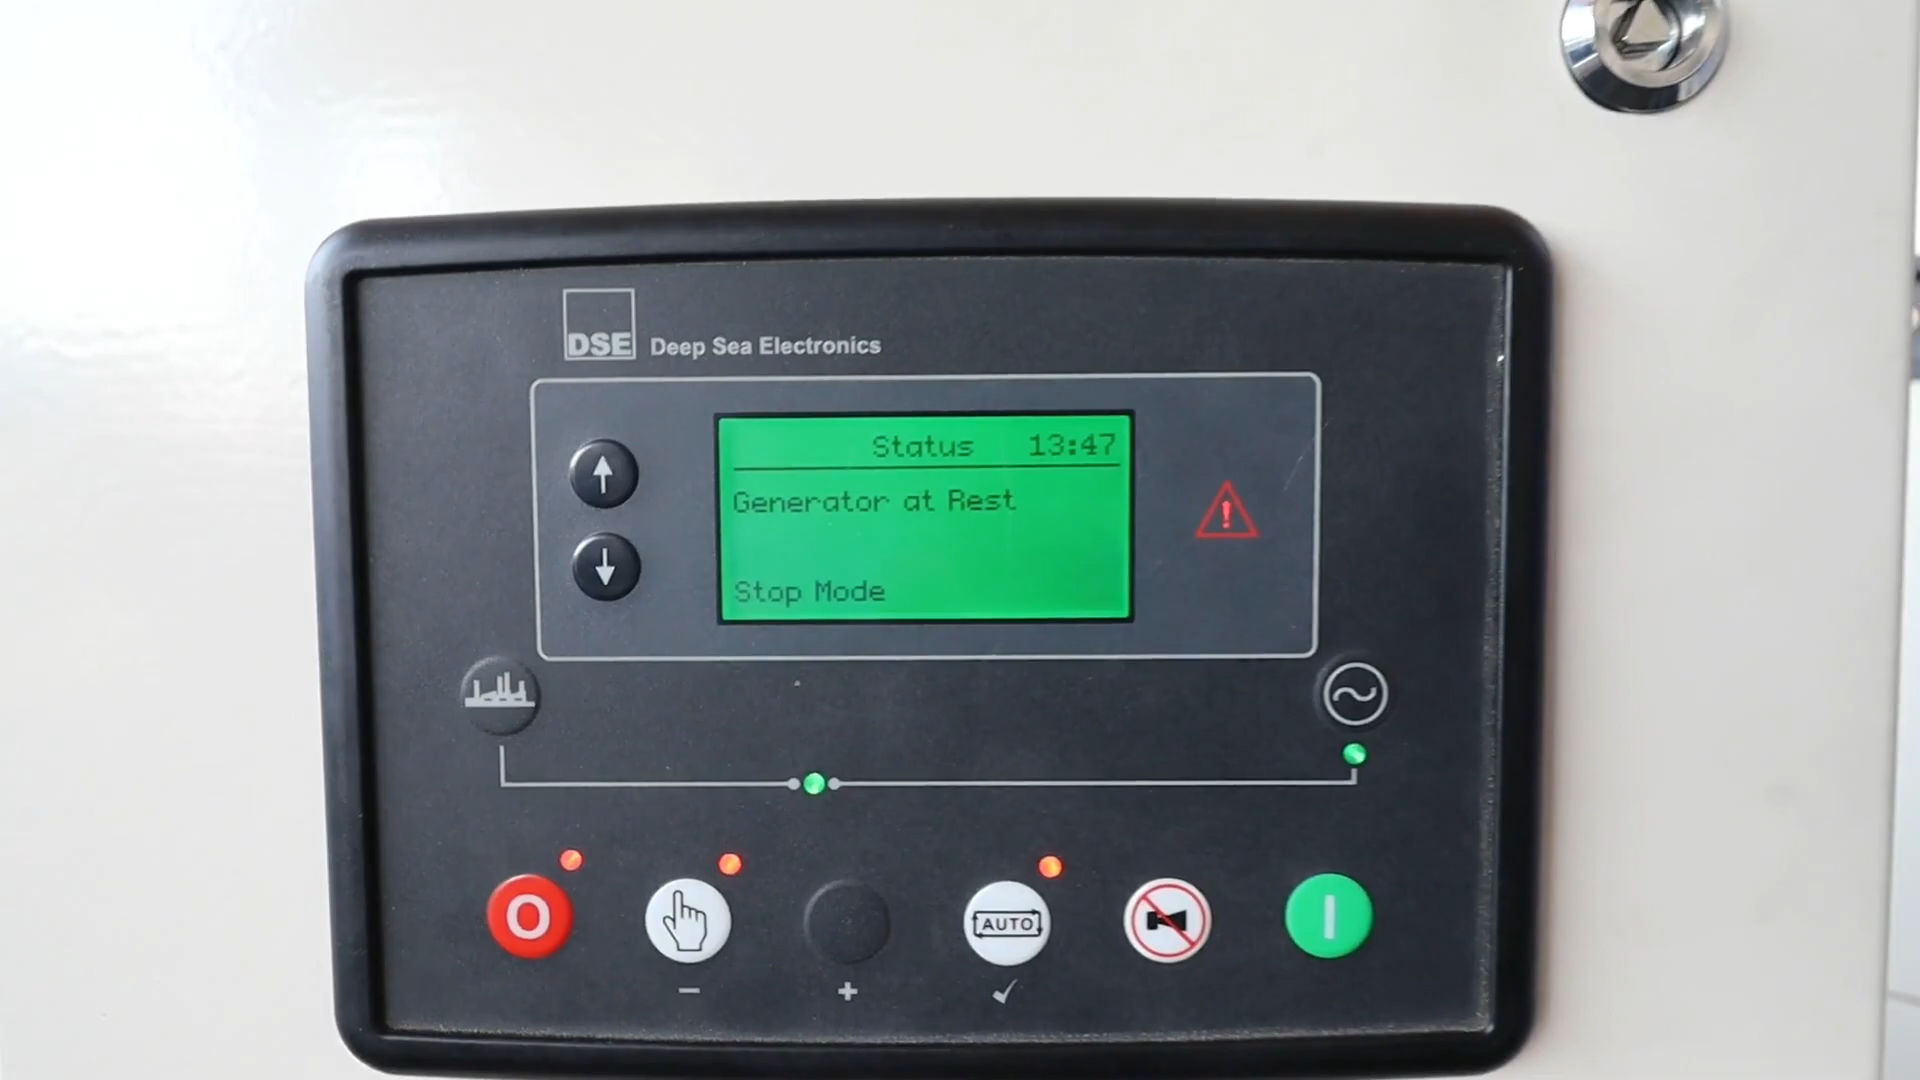 DSE Deep Sea Electronics
Status 13:47
Generator at Rest
Stop Mode
O
AUTO
I
- + ✓